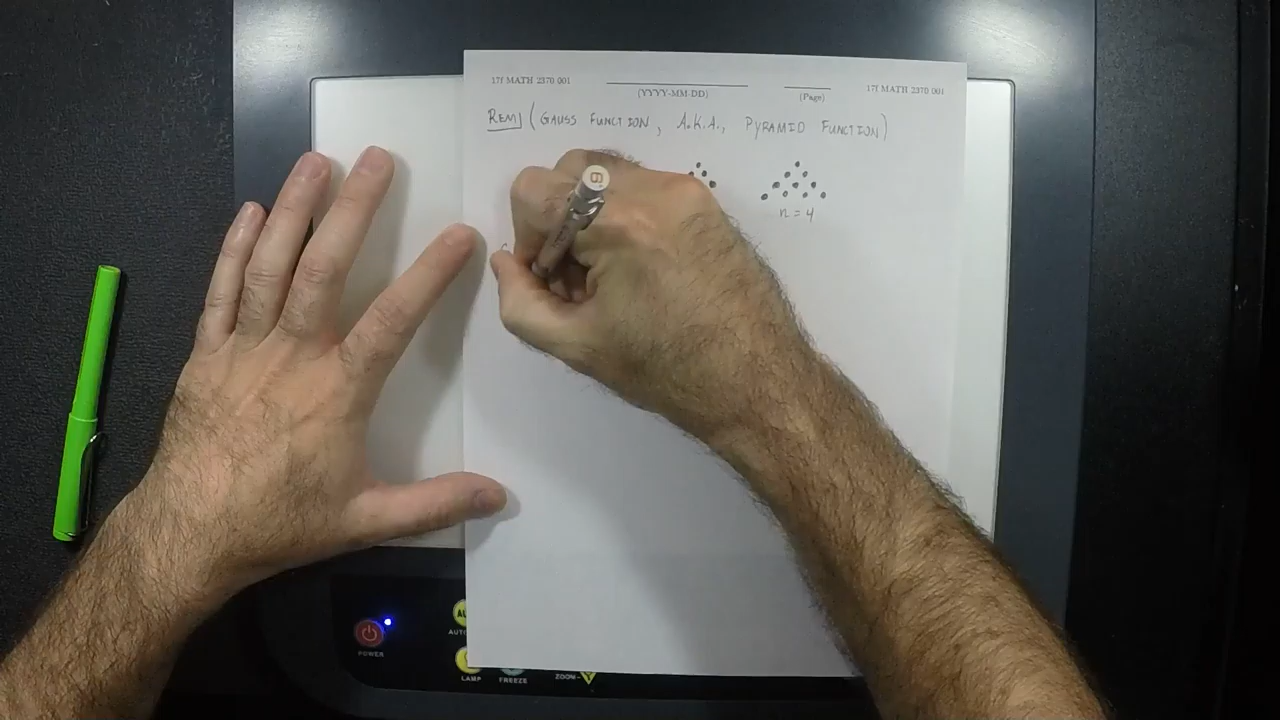 17f MATH 2370 001 (YYYY-MM-DD) (Page) 17f MATH 2370 001
REM (GAUSS FUNCTION, A.K.A., PYRAMID FUNCTION)
n = 4
POWER
LAMP
FREEZE
ZOOM-